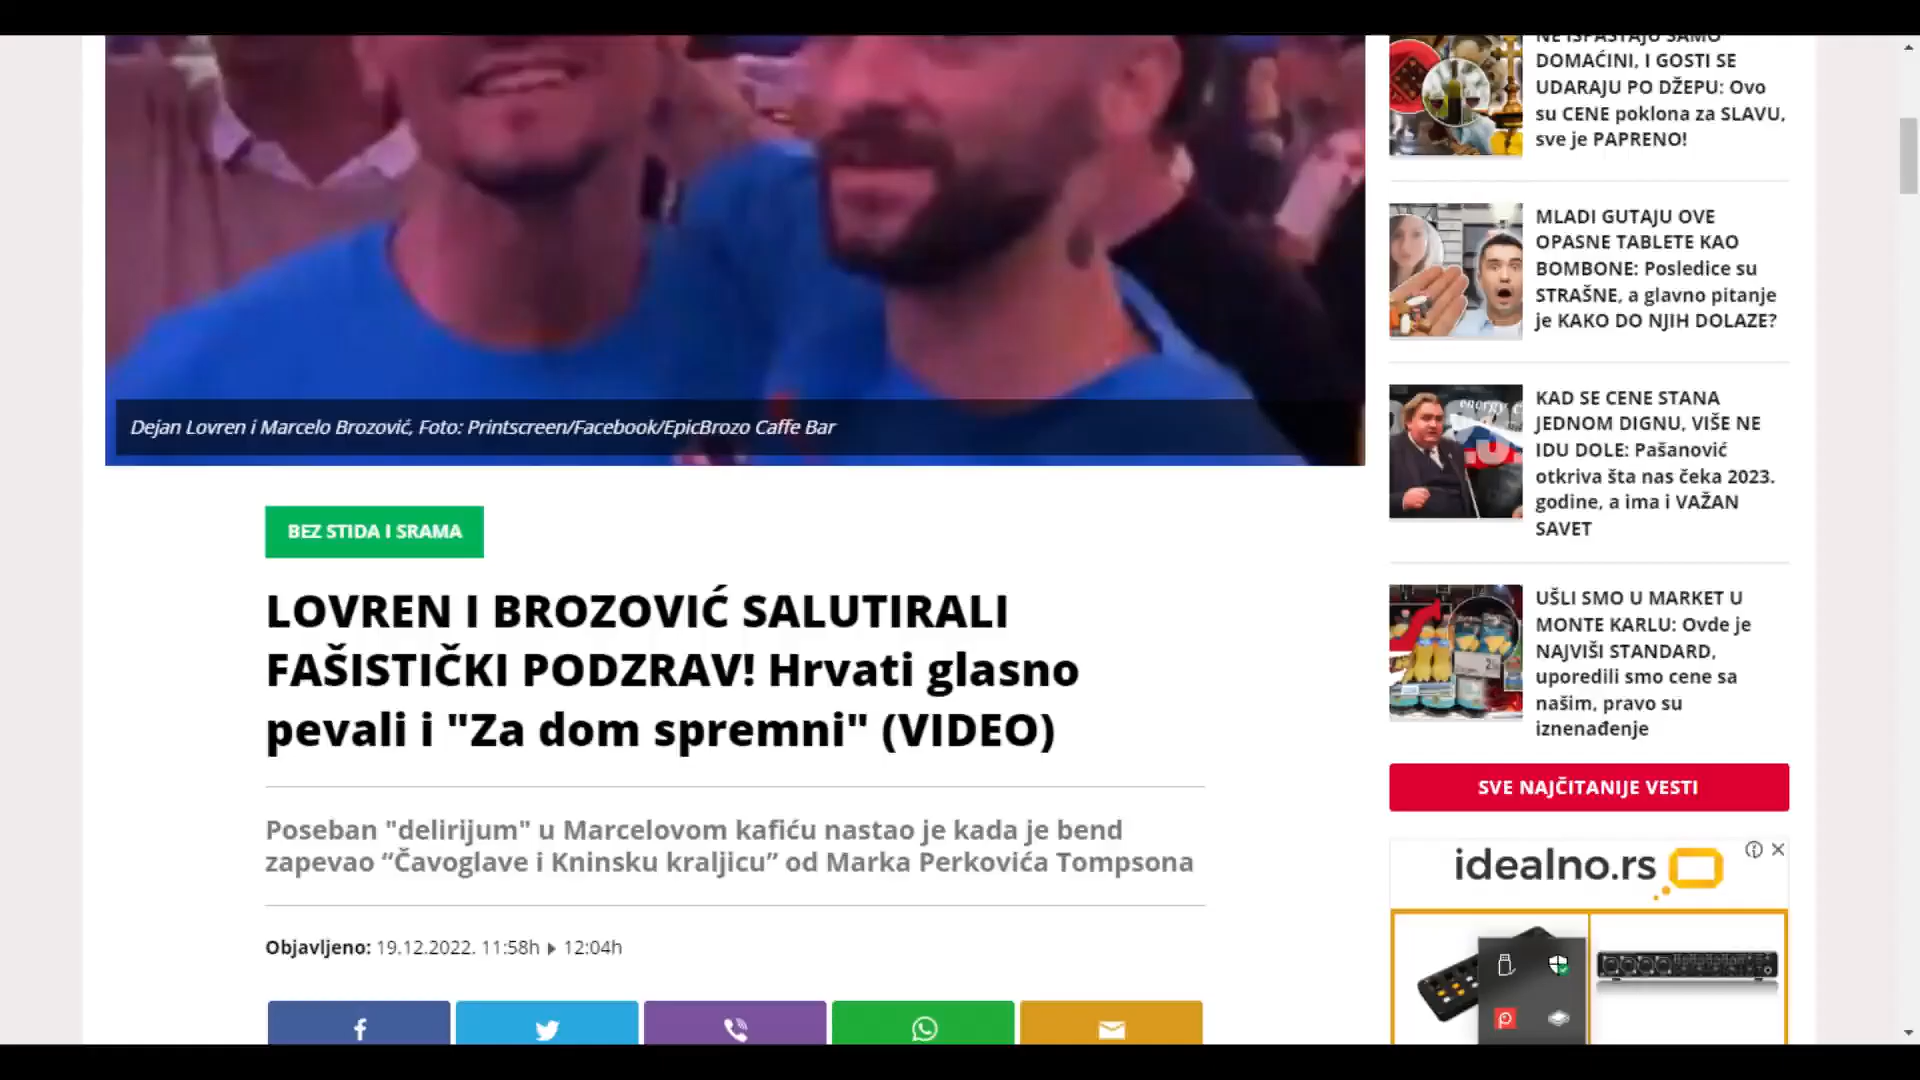 Dejan Lovren i Marcelo Brozović, Foto: Printscreen/Facebook/EpicBrozo Caffe Bar
BEZ STIDA I SRAMA
LOVREN I BROZOVIĆ SALUTIRALI
FAŠISTIČKI PODZRAV! Hrvati glasno
pevali i "Za dom spremni" (VIDEO)
Poseban "delirijum" u Marcelovom kafiću nastao je kada je bend
zapevao “Čavoglave i Kninsku kraljicu” od Marka Perkovića Tompsona
Objavljeno: 19.12.2022. 11:58h 12:04h
NE ISPAŠTAJU SAMO
DOMAĆINI, I GOSTI SE
UDARAJU PO DŽEPU: Ovo
su CENE poklona za SLAVU,
sve je PAPRENO!
MLADI GUTAJU OVE
OPASNE TABLETE KAO
BOMBONE: Posledice su
STRAŠNE, a glavno pitanje
je KAKO DO NJIH DOLAZE?
energy
KAD SE CENE STANA
JEDNOM DIGNU, VIŠE NE
IDU DOLE: Pašanović
otkriva šta nas čeka 2023.
godine, a ima i VAŽAN
SAVET
UŠLI SMO U MARKET U
MONTE KARLU: Ovde je
NAJVIŠI STANDARD,
uporedili smo cene sa
našim, pravo su
iznenađenje
SVE NAJČITANIJE VESTI
idealno.rs